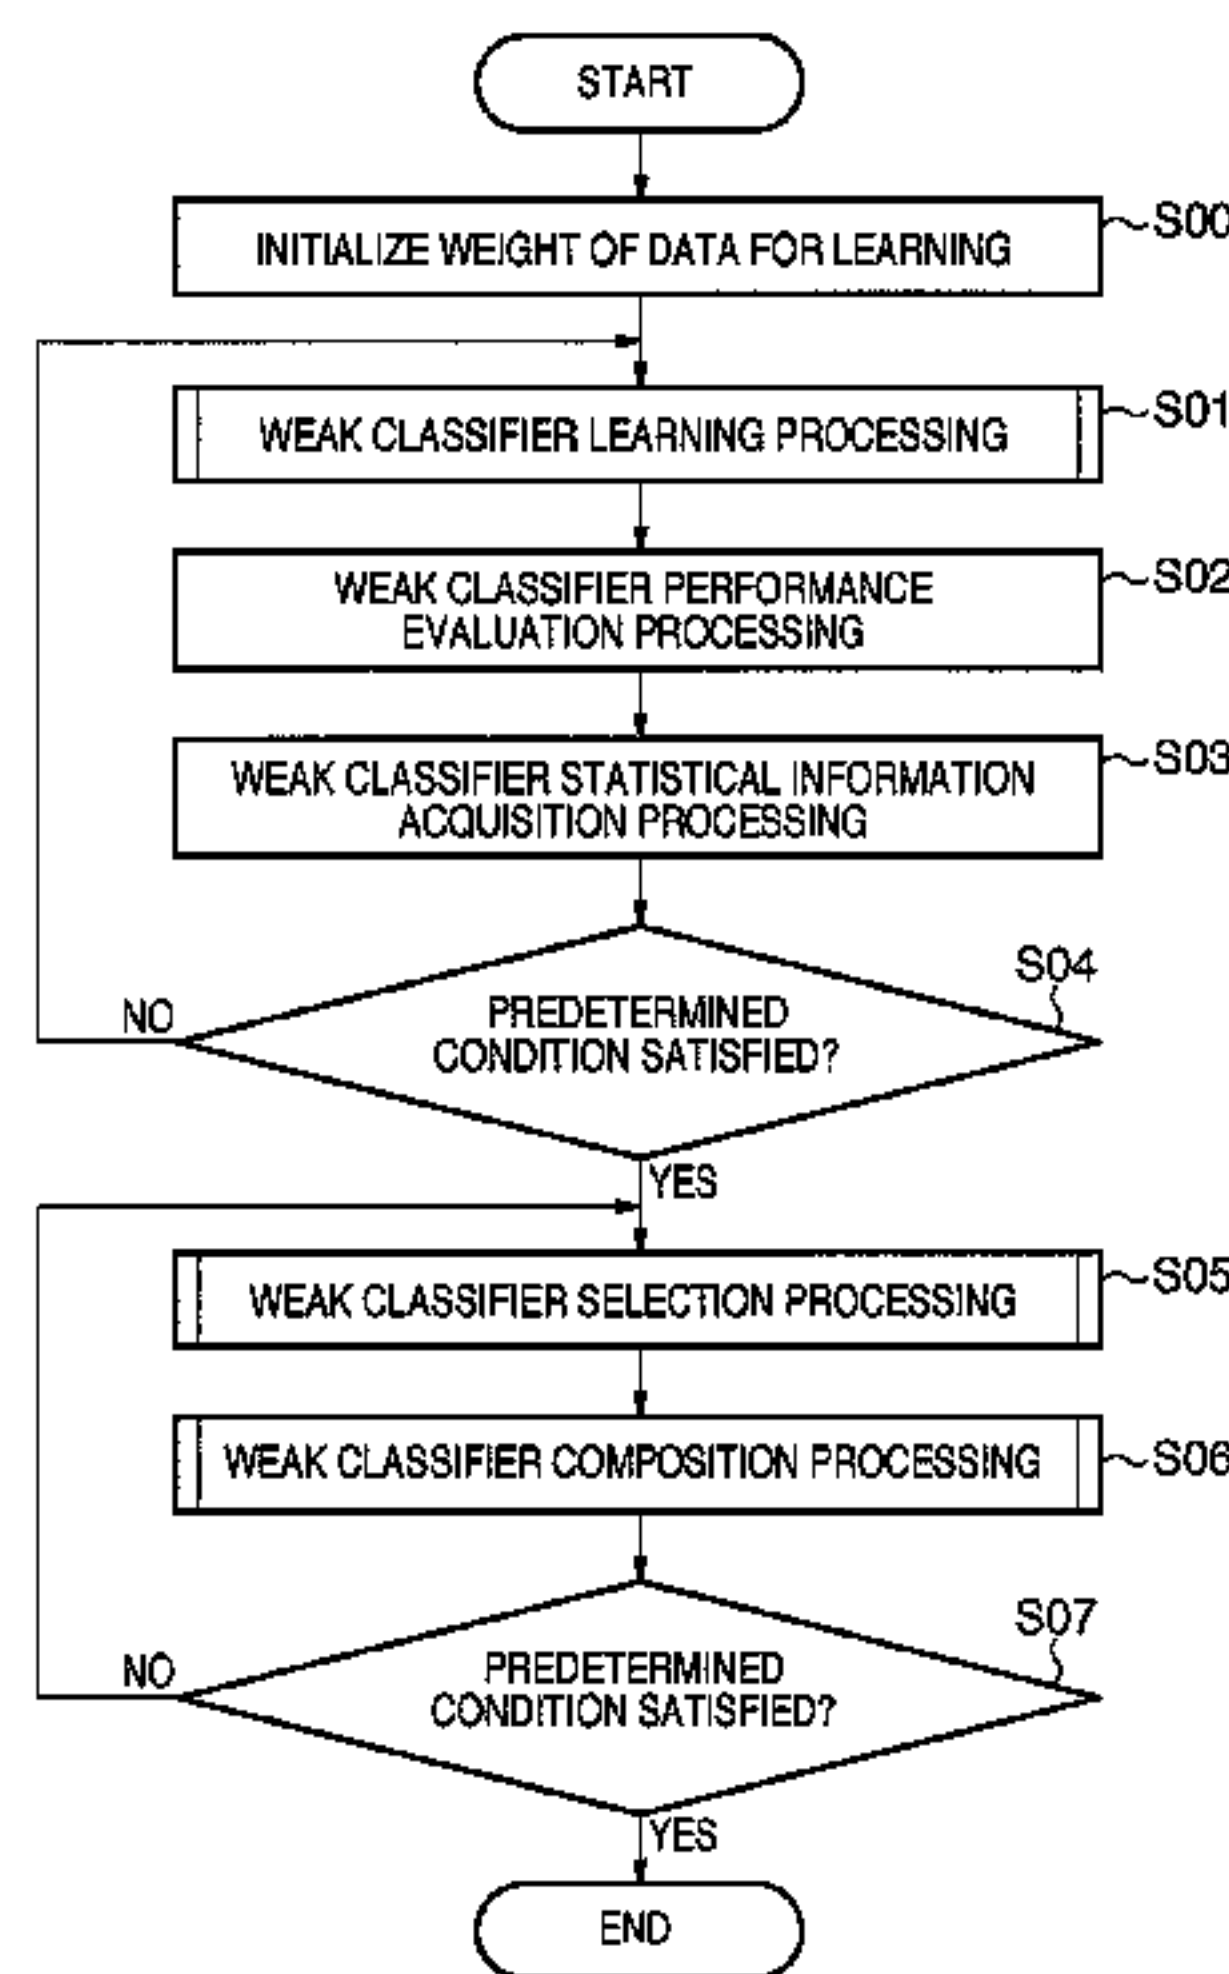 START
INITIALIZE WEIGHT OF DATA FOR LEARNING
S00
WEAK CLASSIFIER LEARNING PROCESSING
S01
WEAK CLASSIFIER PERFORMANCE
EVALUATION PROCESSING
S02
WEAK CLASSIFIER STATISTICAL INFORMATION
ACQUISITION PROCESSING
S03
S04
NO
PREDETERMINED
CONDITION SATISFIED?
YES
WEAK CLASSIFIER SELECTION PROCESSING
S05
WEAK CLASSIFIER COMPOSITION PROCESSING
S06
S07
NO
PREDETERMINED
CONDITION SATISFIED?
YES
END